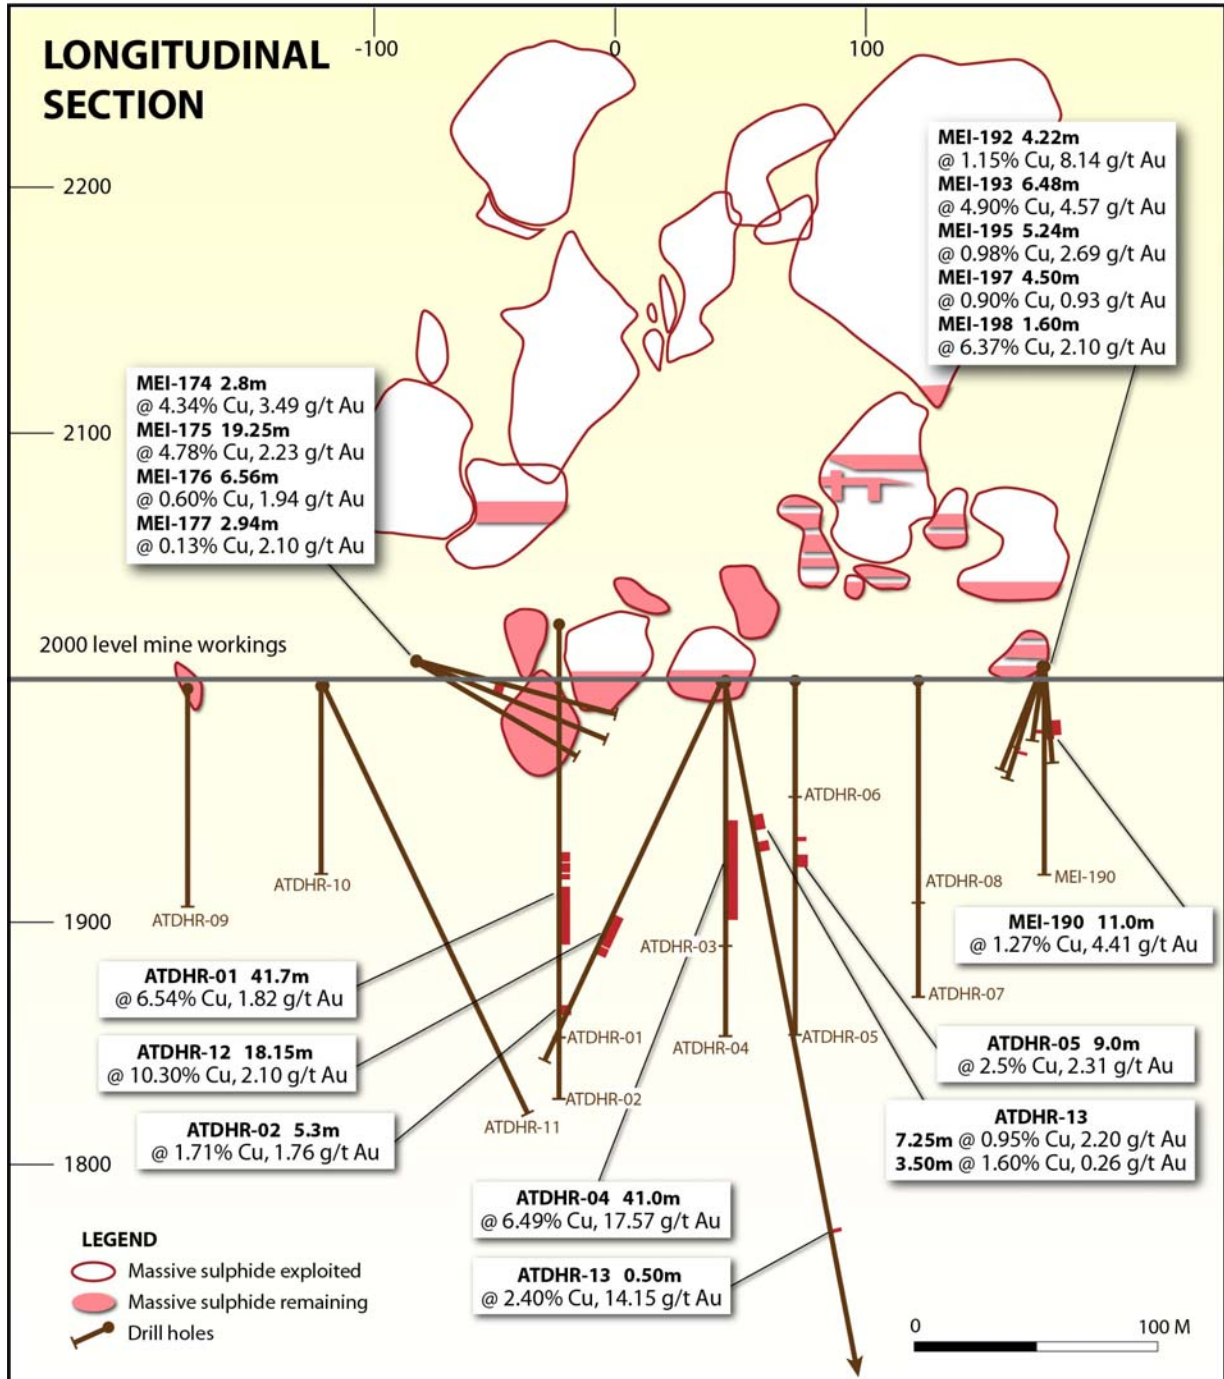 LONGITUDINAL
SECTION
-100
0
100
2200
2100
1900
1800
MEI-192 4.22m
@ 1.15% Cu, 8.14 g/t Au
MEI-193 6.48m
@ 4.90% Cu, 4.57 g/t Au
MEI-195 5.24m
@ 0.98% Cu, 2.69 g/t Au
MEI-197 4.50m
@ 0.90% Cu, 0.93 g/t Au
MEI-198 1.60m
@ 6.37% Cu, 2.10 g/t Au
MEI-174 2.8m
@ 4.34% Cu, 3.49 g/t Au
MEI-175 19.25m
@ 4.78% Cu, 2.23 g/t Au
MEI-176 6.56m
@ 0.60% Cu, 1.94 g/t Au
MEI-177 2.94m
@ 0.13% Cu, 2.10 g/t Au
2000 level mine workings
ATDHR-06
ATDHR-10
ATDHR-08
MEI-190
ATDHR-09
ATDHR-03
ATDHR-07
ATDHR-01
ATDHR-04
ATDHR-05
ATDHR-02
ATDHR-11
MEI-190 11.0m
@ 1.27% Cu, 4.41 g/t Au
ATDHR-01 41.7m
@ 6.54% Cu, 1.82 g/t Au
ATDHR-12 18.15m
@ 10.30% Cu, 2.10 g/t Au
ATDHR-02 5.3m
@ 1.71% Cu, 1.76 g/t Au
ATDHR-05 9.0m
@ 2.5% Cu, 2.31 g/t Au
ATDHR-13
7.25m @ 0.95% Cu, 2.20 g/t Au
3.50m @ 1.60% Cu, 0.26 g/t Au
ATDHR-04 41.0m
@ 6.49% Cu, 17.57 g/t Au
ATDHR-13 0.50m
@ 2.40% Cu, 14.15 g/t Au
LEGEND
Massive sulphide exploited
Massive sulphide remaining
Drill holes
0
100 M